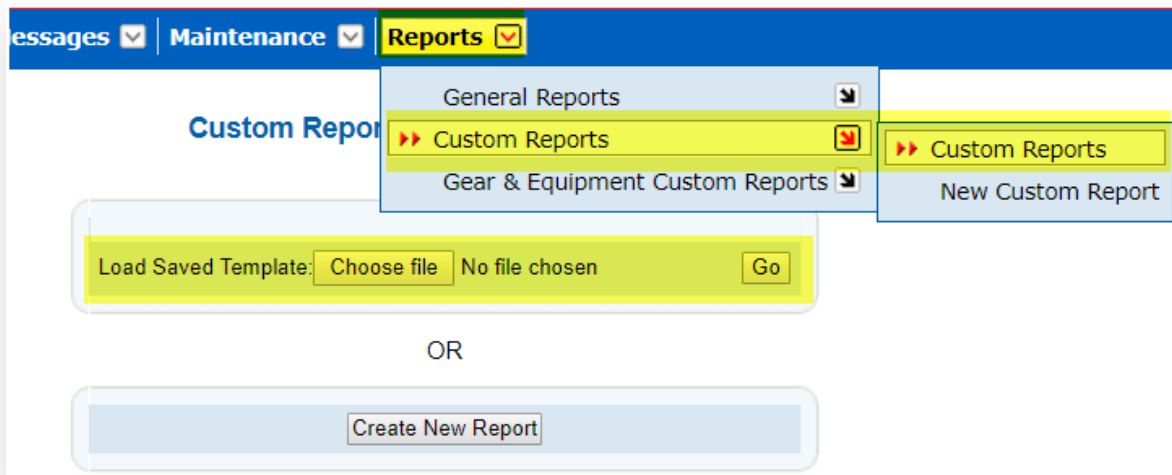 essages Maintenance Reports
General Reports
Custom Repor
Custom Reports
Custom Reports
Gear & Equipment Custom Reports
New Custom Report
Load Saved Template: Choose file No file chosen Go
OR
Create New Report